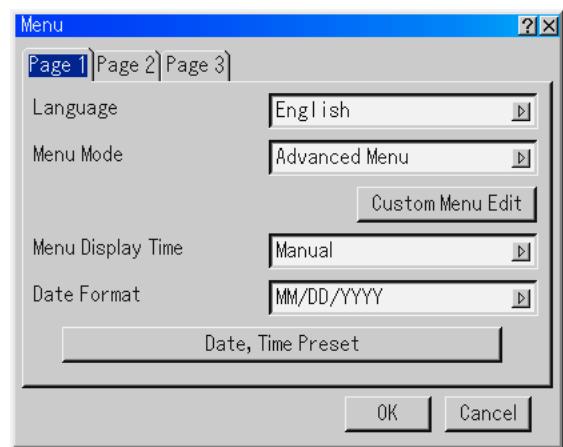 Menu ?
Page 1 Page 2 Page 3
Language English
Menu Mode Advanced Menu
Custom Menu Edit
Menu Display Time Manual
Date Format MM/DD/YYYY
Date, Time Preset
OK Cancel